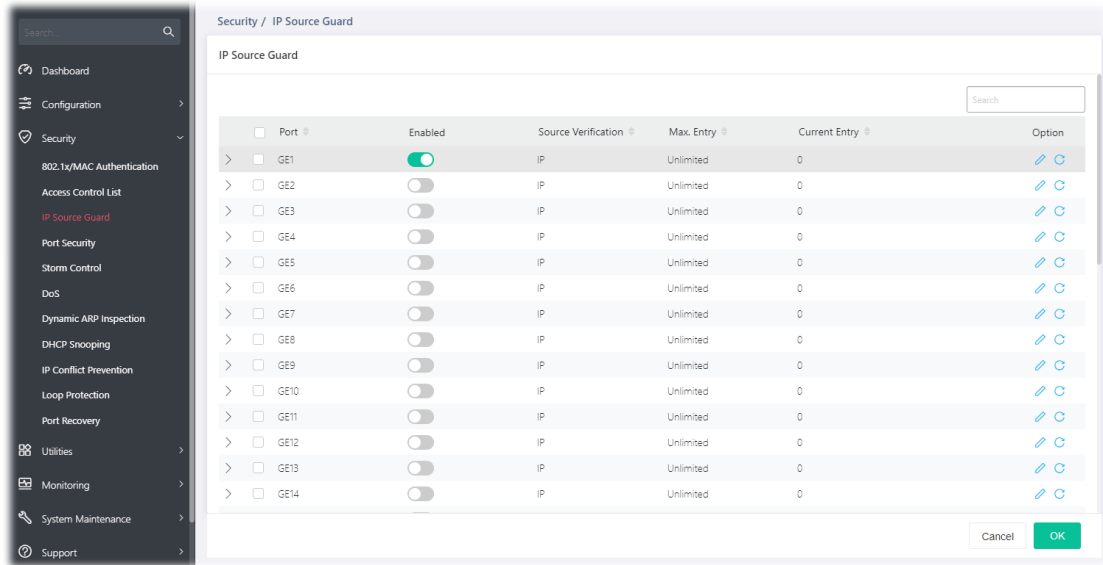 Search...
Dashboard
Configuration
Security
802.1x/MAC Authentication
Access Control List
IP Source Guard
Port Security
Storm Control
DoS
Dynamic ARP Inspection
DHCP Snooping
IP Conflict Prevention
Loop Protection
Port Recovery
Utilities
Monitoring
System Maintenance
Support
Security / IP Source Guard
IP Source Guard
Search
Port Enabled Source Verification Max. Entry Current Entry Option
GE1 IP Unlimited 0
GE2 IP Unlimited 0
GE3 IP Unlimited 0
GE4 IP Unlimited 0
GE5 IP Unlimited 0
GE6 IP Unlimited 0
GE7 IP Unlimited 0
GE8 IP Unlimited 0
GE9 IP Unlimited 0
GE10 IP Unlimited 0
GE11 IP Unlimited 0
GE12 IP Unlimited 0
GE13 IP Unlimited 0
GE14 IP Unlimited 0
Cancel OK